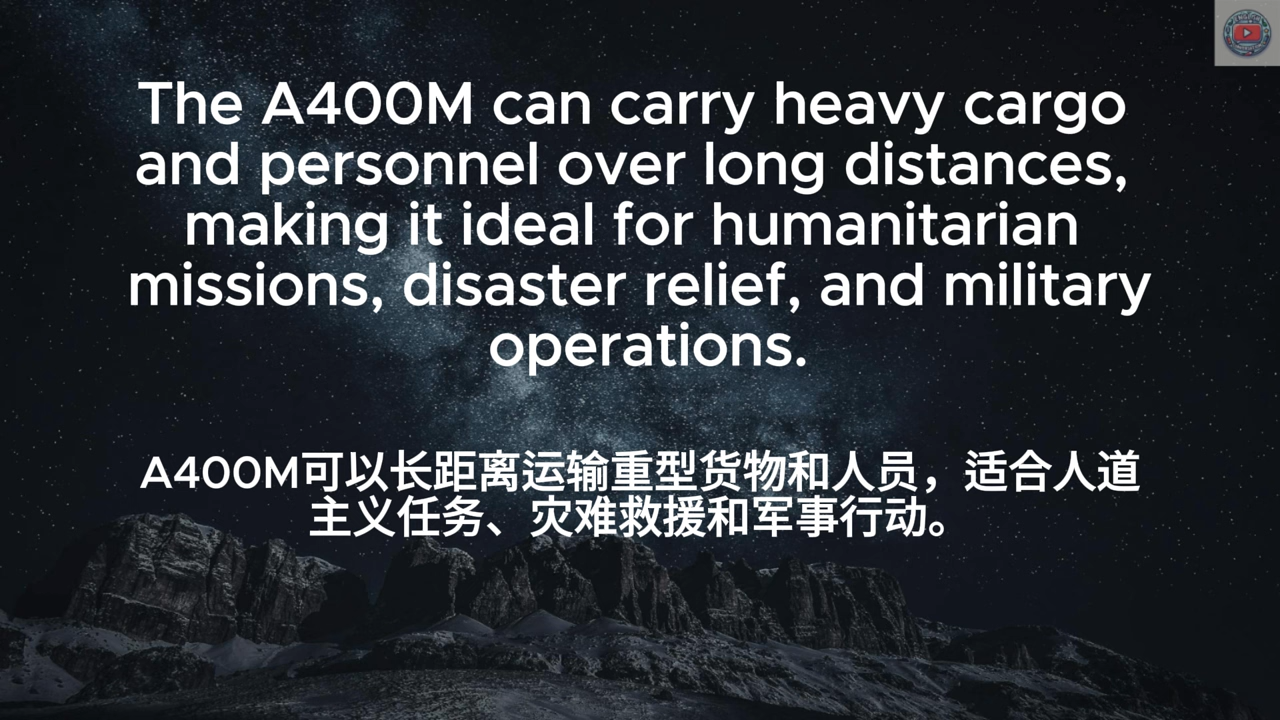 The A400M can carry heavy cargo
and personnel over long distances,
making it ideal for humanitarian
missions, disaster relief, and military
operations.
A400M可以长距离运输重型货物和人员，适合人道
主义任务、灾难救援和军事行动。